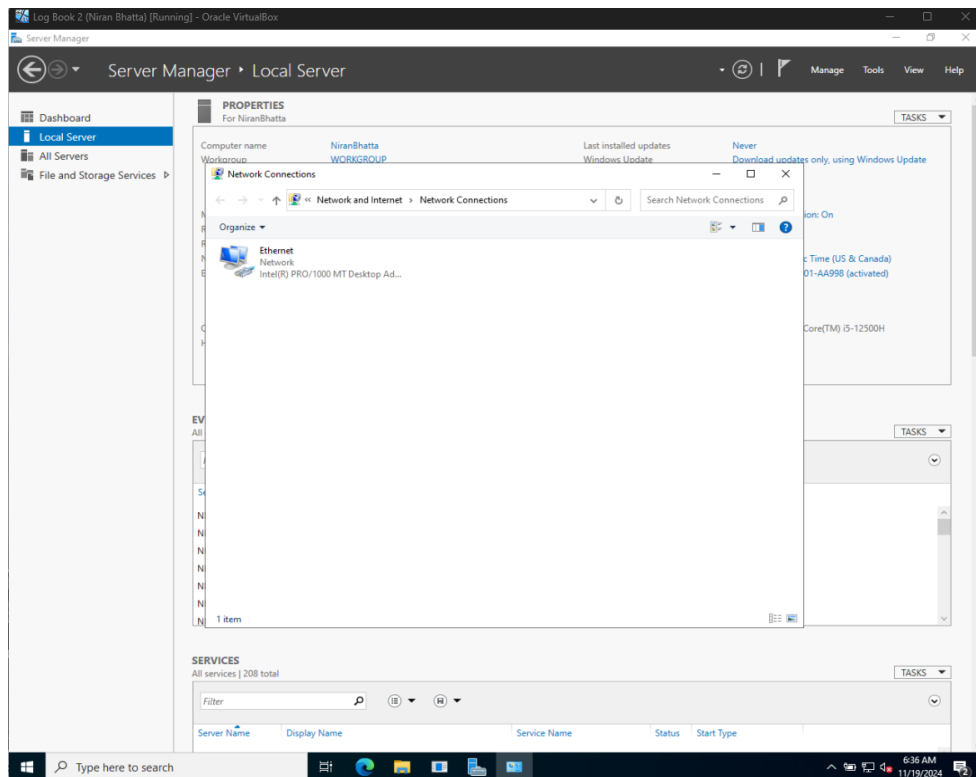 Log Book 2 (Niran Bhatta) [Running] - Oracle VirtualBox
Server Manager
Server Manager • Local Server
Manage Tools View Help
Dashboard
Local Server
All Servers
File and Storage Services
PROPERTIES
For NiranBhatta
TASKS
Computer name NiranBhatta Last installed updates Never
Workgroup WORKGROUP Windows Update Download updates only, using Windows Update
Network Connections
« Network and Internet › Network Connections Search Network Connections
Organize
Ethernet
Network
Intel(R) PRO/1000 MT Desktop Ad...
ion: On
c Time (US & Canada)
01-AA998 (activated)
Core(TM) i5-12500H
EV
All
TASKS
1 item
SERVICES
All services | 208 total
TASKS
Filter
Server Name Display Name Service Name Status Start Type
Type here to search
6:36 AM
11/19/2024